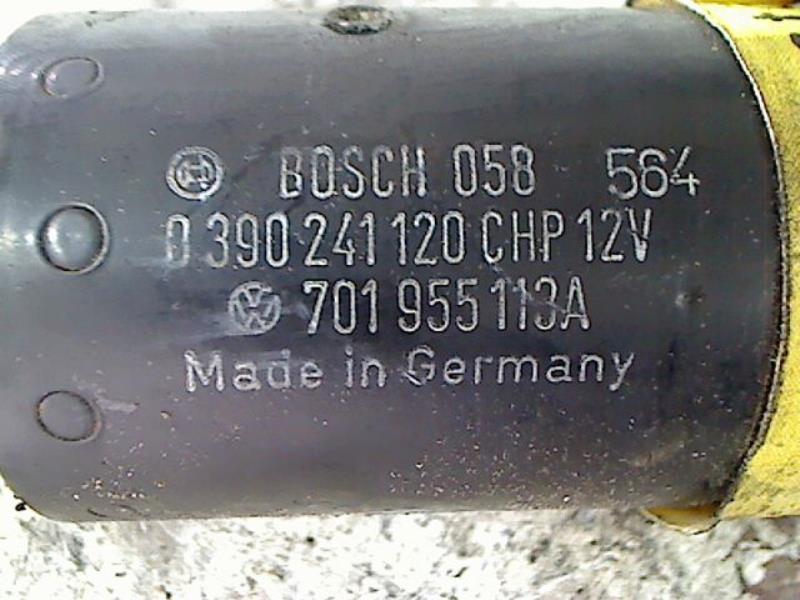 BOSCH 058 564
0 390 241 120 CHP 12V
701 955 113A
Made in Germany